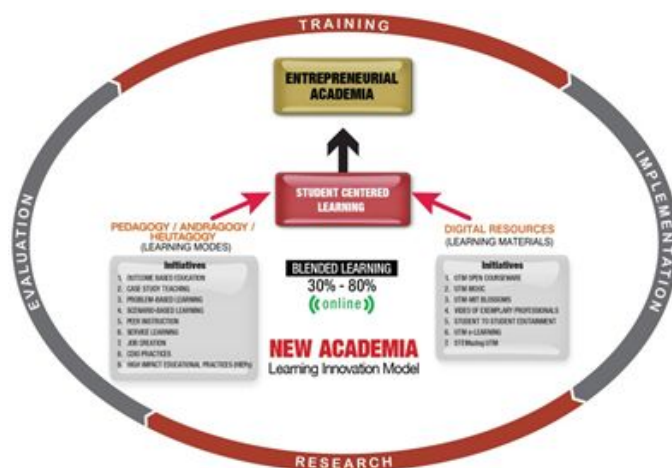 TRAINING
ENTREPRENEURIAL
ACADEMIA
STUDENT CENTERED
LEARNING
EVALUATION
IMPLEMENTATION
PEDAGOGY / ANDRAGOGY /
HEUTAGOGY
(LEARNING MODES)
Initiatives
1. OUTCOME BASED EDUCATION
2. CASE STUDY TEACHING
3. PROBLEM-BASED LEARNING
4. SCENARIO-BASED LEARNING
5. PEER INSTRUCTION
6. SERVICE LEARNING
7. JOB CREATION
8. CDIO PRACTICES
9. HIGH IMPACT EDUCATIONAL PRACTICES (HIEPs)
BLENDED LEARNING
30% - 80%
online
DIGITAL RESOURCES
(LEARNING MATERIALS)
Initiatives
1. UTM OPEN COURSEWARE
2. UTM MOHC
3. UTM-MIT BLOSSOMS
4. VIDEO OF EXEMPLARY PROFESSIONALS
5. STUDENT TO STUDENT EDUTAINMENT
6. UTM e-LEARNING
7. STEMazing UTM
NEW ACADEMIA
Learning Innovation Model
RESEARCH